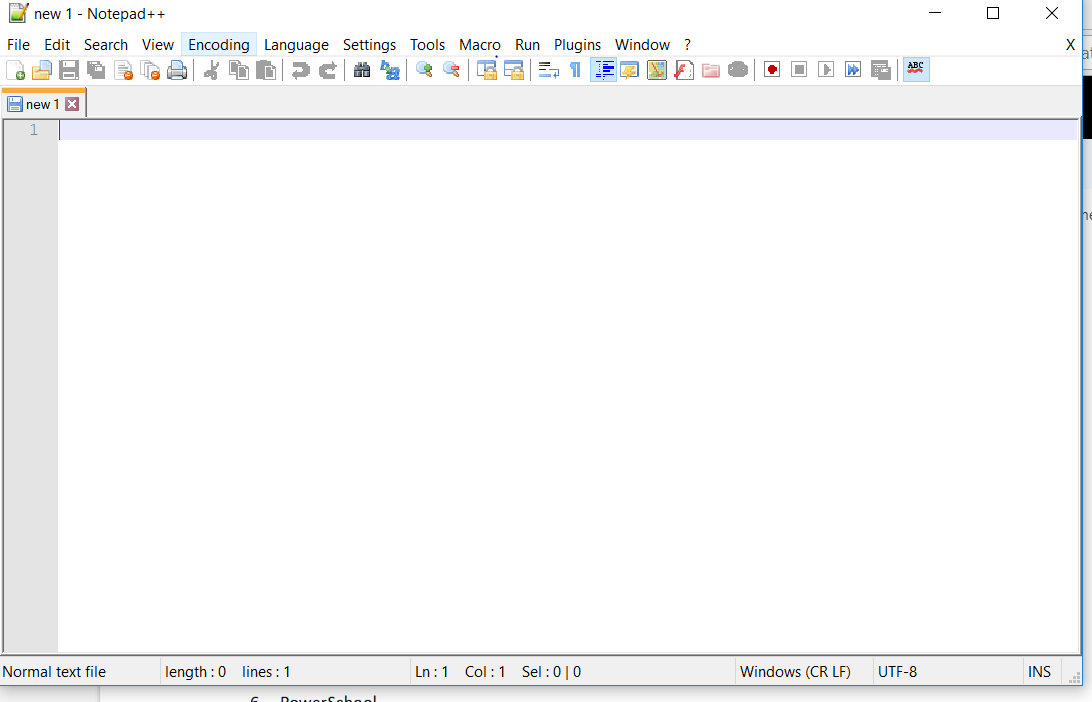 new 1 - Notepad++
File Edit Search View Encoding Language Settings Tools Macro Run Plugins Window ? X
ABC
new 1
1
Normal text file length : 0 lines : 1 Ln : 1 Col : 1 Sel : 0 | 0 Windows (CR LF) UTF-8 INS
6. PowerSchool